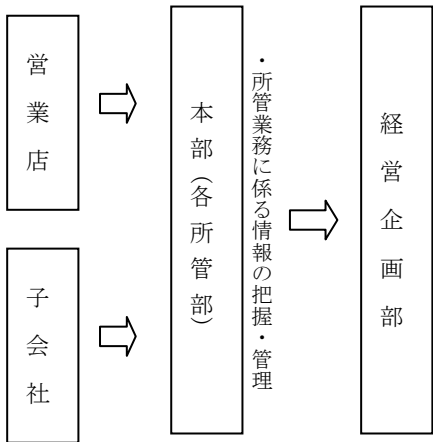 営業店
子会社
本部（各所管部）
・所管業務に係る情報の把握・管理
経営企画部